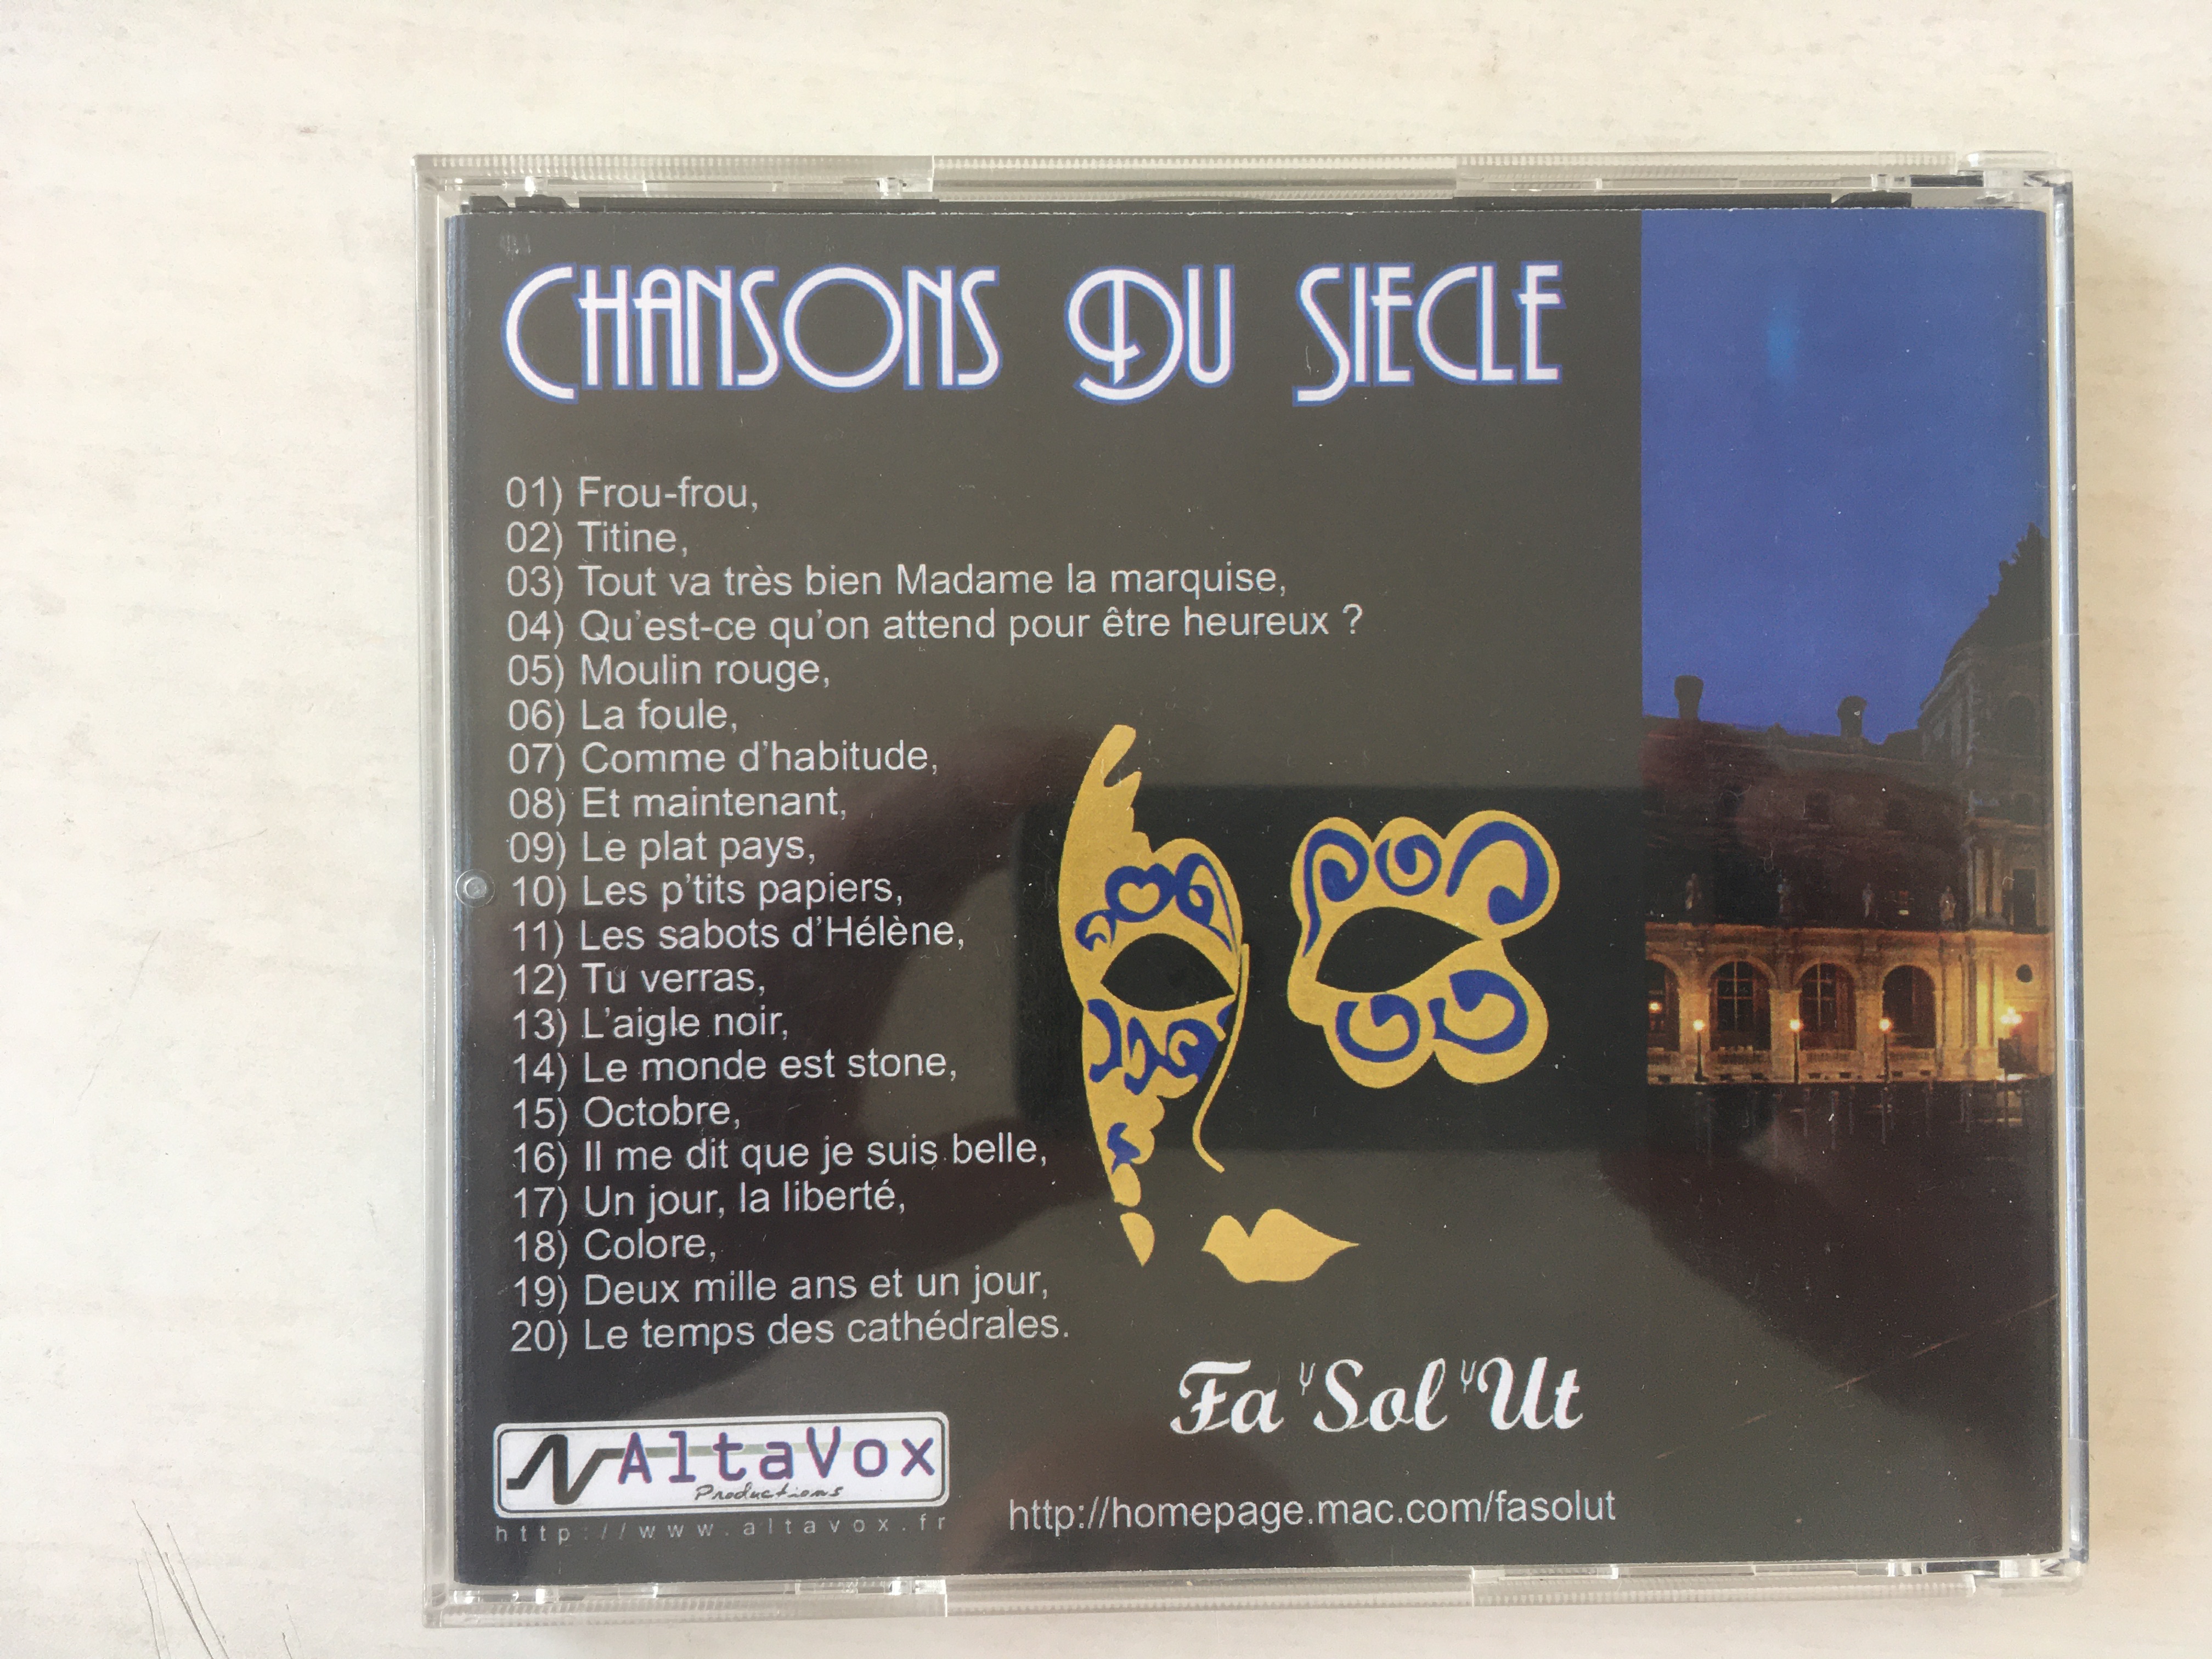 CHANSONS DU SIECLE
01) Frou-frou,
02) Titine,
03) Tout va très bien Madame la marquise,
04) Qu'est-ce qu'on attend pour être heureux ?
05) Moulin rouge,
06) La foule,
07) Comme d'habitude,
08) Et maintenant,
09) Le plat pays,
10) Les p'tits papiers,
11) Les sabots d'Hélène,
12) Tu verras,
13) L'aigle noir,
14) Le monde est stone,
15) Octobre,
16) Il me dit que je suis belle,
17) Un jour, la liberté,
18) Colore,
19) Deux mille ans et un jour,
20) Le temps des cathédrales.
Fa Sol Ut
AltaVox
Productions
http://www.altavox.fr
http://homepage.mac.com/fasolut